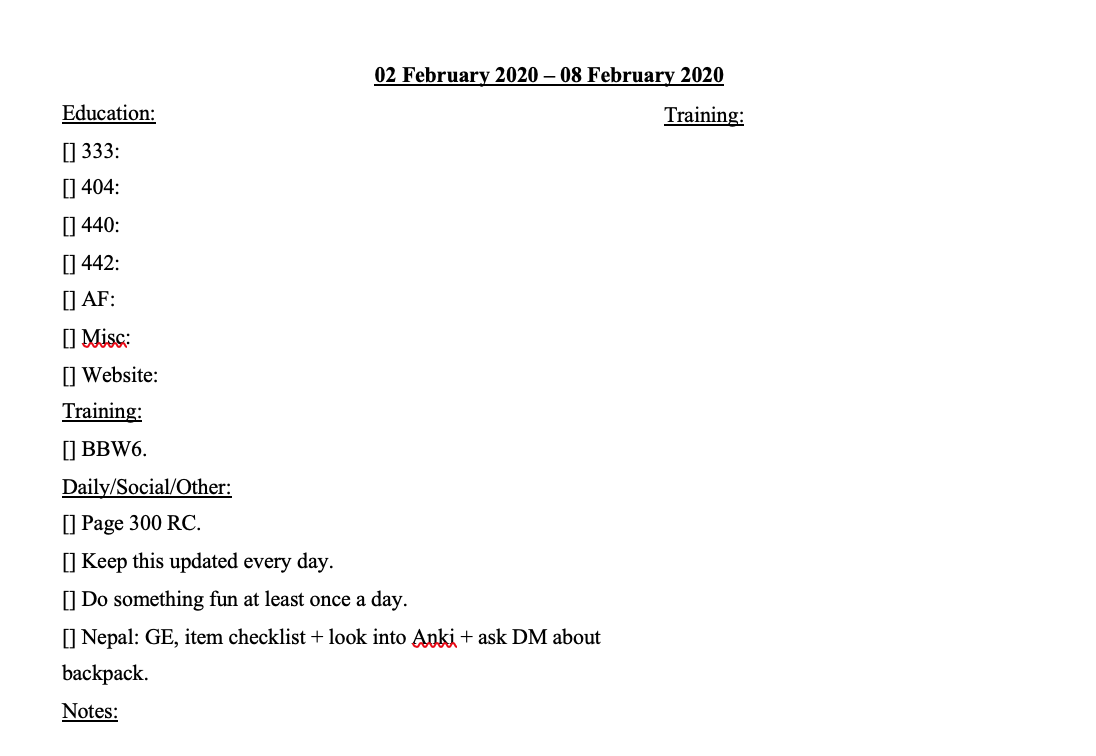 02 February 2020 – 08 February 2020
Education:
[] 333:
[] 404:
[] 440:
[] 442:
[] AF:
[] Misc:
[] Website:
Training:
[] BBW6.
Daily/Social/Other:
[] Page 300 RC.
[] Keep this updated every day.
[] Do something fun at least once a day.
[] Nepal: GE, item checklist + look into Anki + ask DM about
backpack.
Notes:
Training: